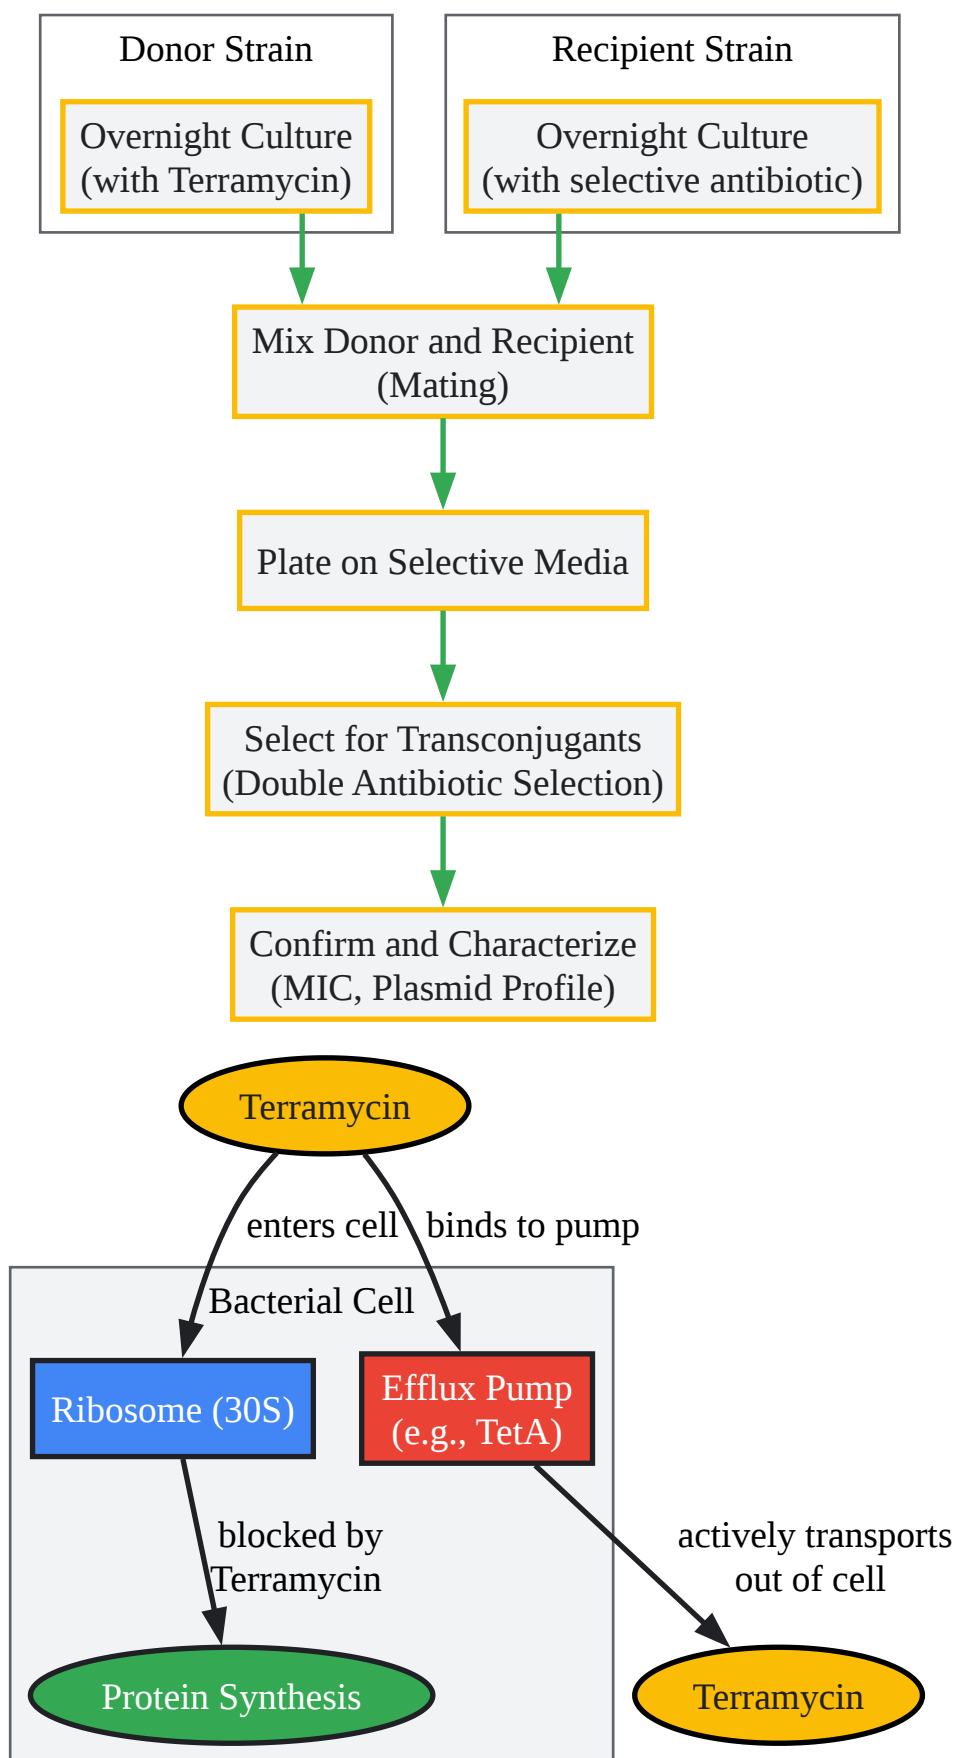 Donor Strain
Recipient Strain
Overnight Culture
(with Terramycin)
Overnight Culture
(with selective antibiotic)
Mix Donor and Recipient
(Mating)
Plate on Selective Media
Select for Transconjugants
(Double Antibiotic Selection)
Confirm and Characterize
(MIC, Plasmid Profile)
Terramycin
enters cell
binds to pump
Bacterial Cell
Ribosome (30S)
Efflux Pump
(e.g., TetA)
blocked by
Terramycin
actively transports
out of cell
Protein Synthesis
Terramycin